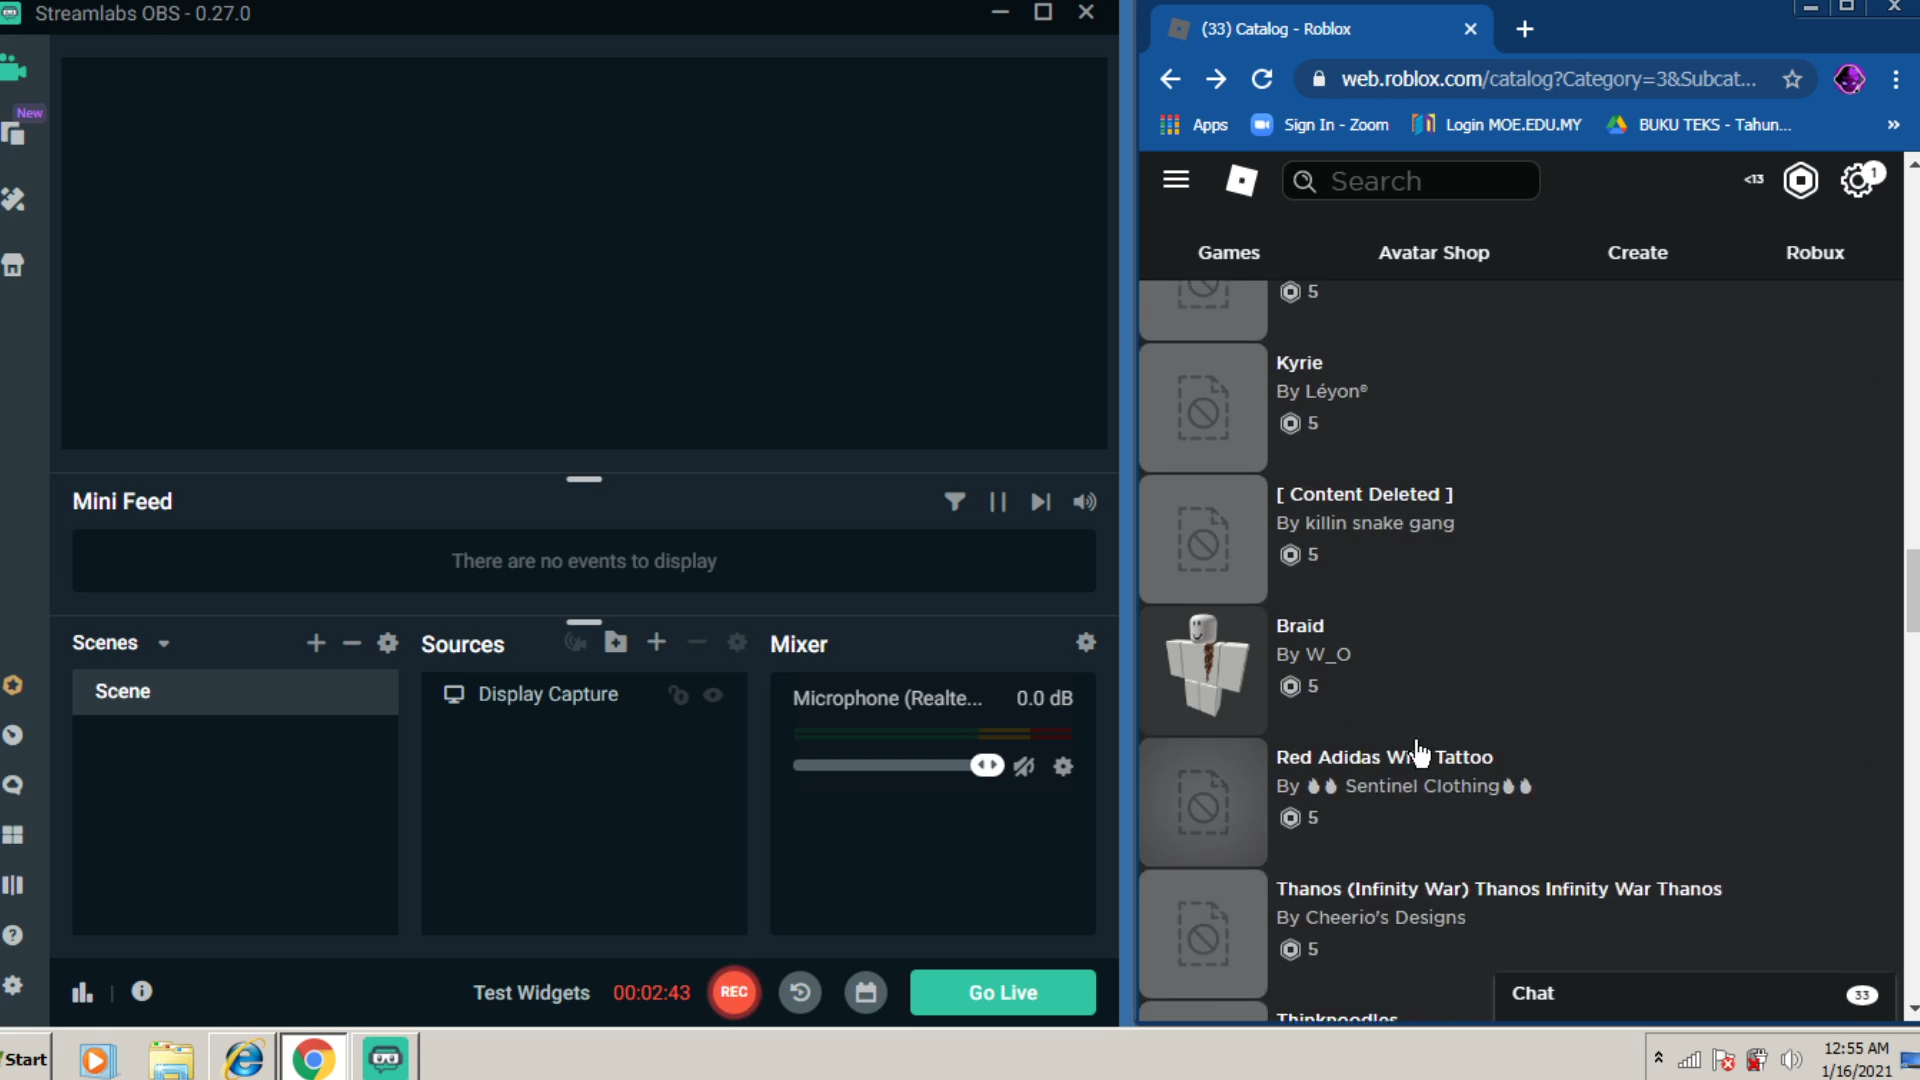 Streamlabs OBS - 0.27.0
New
Mini Feed
There are no events to display
Scenes
Scene
Sources
Display Capture
Mixer
Microphone (Realte... 0.0 dB
Test Widgets 00:02:43 REC Go Live
(33) Catalog - Roblox
web.roblox.com/catalog?Category=3&Subcat...
Apps Sign In - Zoom Login MOE.EDU.MY BUKU TEKS - Tahun... »
Search
<13
1
Games Avatar Shop Create Robux
5
Kyrie
By Léyon®
5
[ Content Deleted ]
By killin snake gang
5
Braid
By W_O
5
Red Adidas Tattoo
By Sentinel Clothing
5
Thanos (Infinity War) Thanos Infinity War Thanos
By Cheerio's Designs
5
Thinknoodles
Chat 33
Start
12:55 AM
1/16/2021